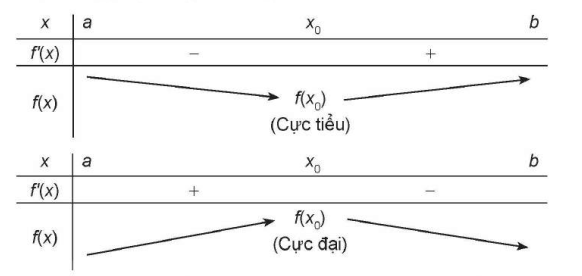 x a x₀ b
f'(x) − +
f(x) f(x₀)
(Cực tiểu)
x a x₀ b
f'(x) + −
f(x) f(x₀)
(Cực đại)